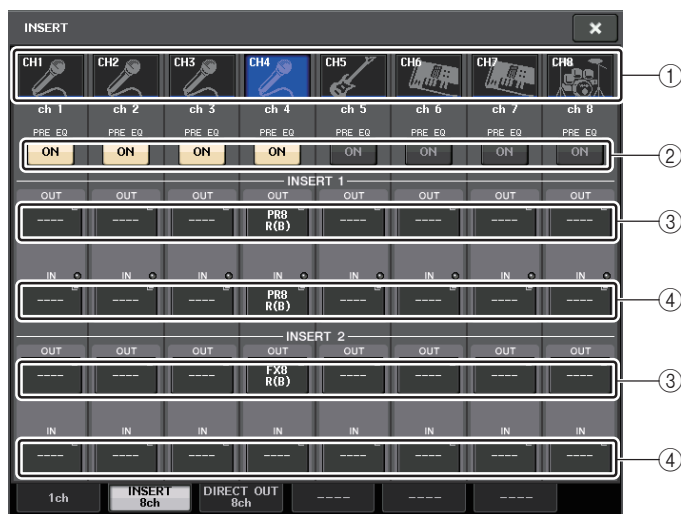 INSERT ×
CH1 CH2 CH3 CH4 CH5 CH6 CH7 CH8 ①
ch 1 ch 2 ch 3 ch 4 ch 5 ch 6 ch 7 ch 8
PRE EQ PRE EQ PRE EQ PRE EQ PRE EQ PRE EQ PRE EQ PRE EQ
ON ON ON ON ON ON ON ON ②
INSERT 1
OUT OUT OUT OUT OUT OUT OUT OUT
---- ---- ---- PR8 R(B) ---- ---- ---- ---- ③
IN IN IN IN IN IN IN IN
---- ---- ---- PR8 R(B) ---- ---- ---- ---- ④
INSERT 2
OUT OUT OUT OUT OUT OUT OUT OUT
---- ---- ---- FX8 R(B) ---- ---- ---- ---- ③
IN IN IN IN IN IN IN IN
---- ---- ---- ---- ---- ---- ---- ---- ④
1ch INSERT 8ch DIRECT OUT 8ch ---- ---- ----